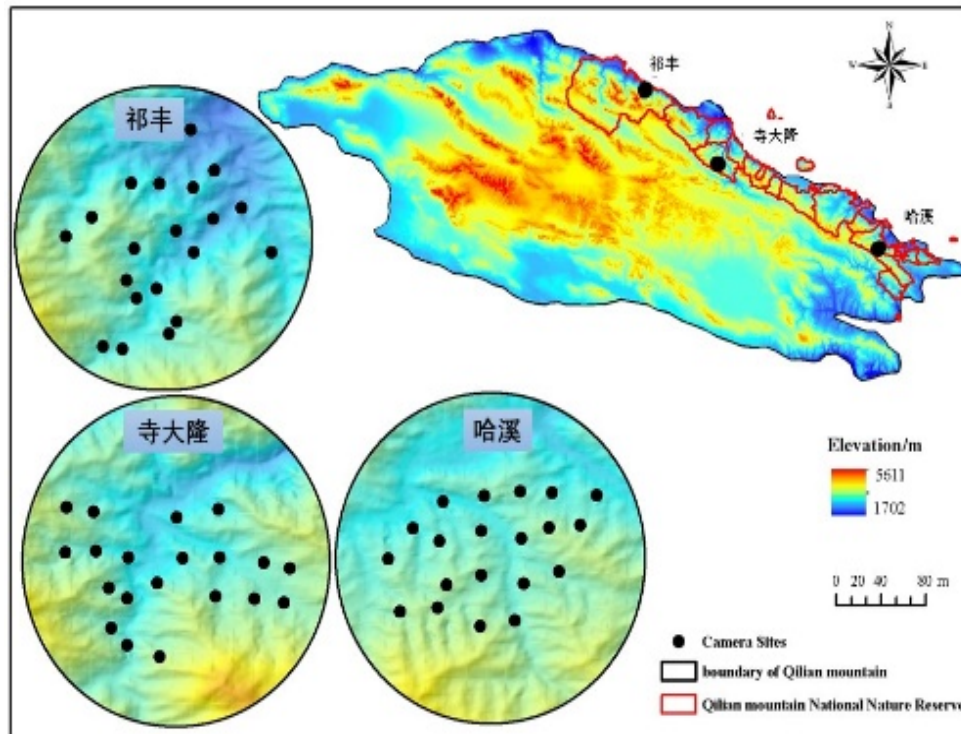 祁丰
N
W
E
S
祁丰
寺大隆
哈溪
寺大隆
哈溪
Elevation/m
5611
1702
0 20 40 80 m
Camera Sites
boundary of Qilian mountain
Qilian mountain National Nature Reserve